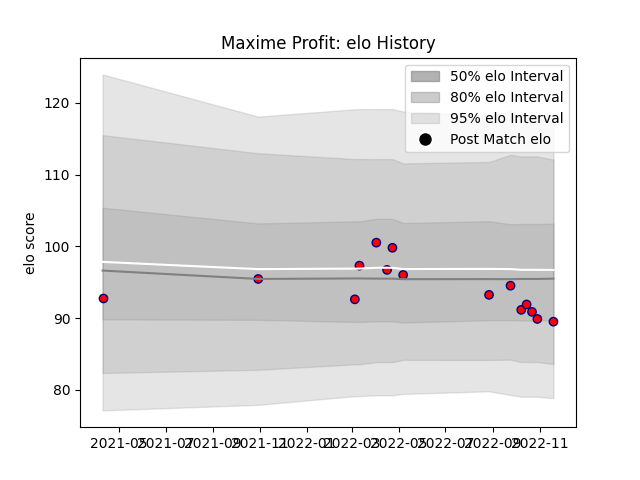 Maxime Profit: elo History
50% elo Interval
80% elo Interval
95% elo Interval
Post Match elo
elo score
120
110
100
90
80
2021-05 2021-07 2021-09 2021-11 2022-01 2022-03 2022-05 2022-07 2022-09 2022-11